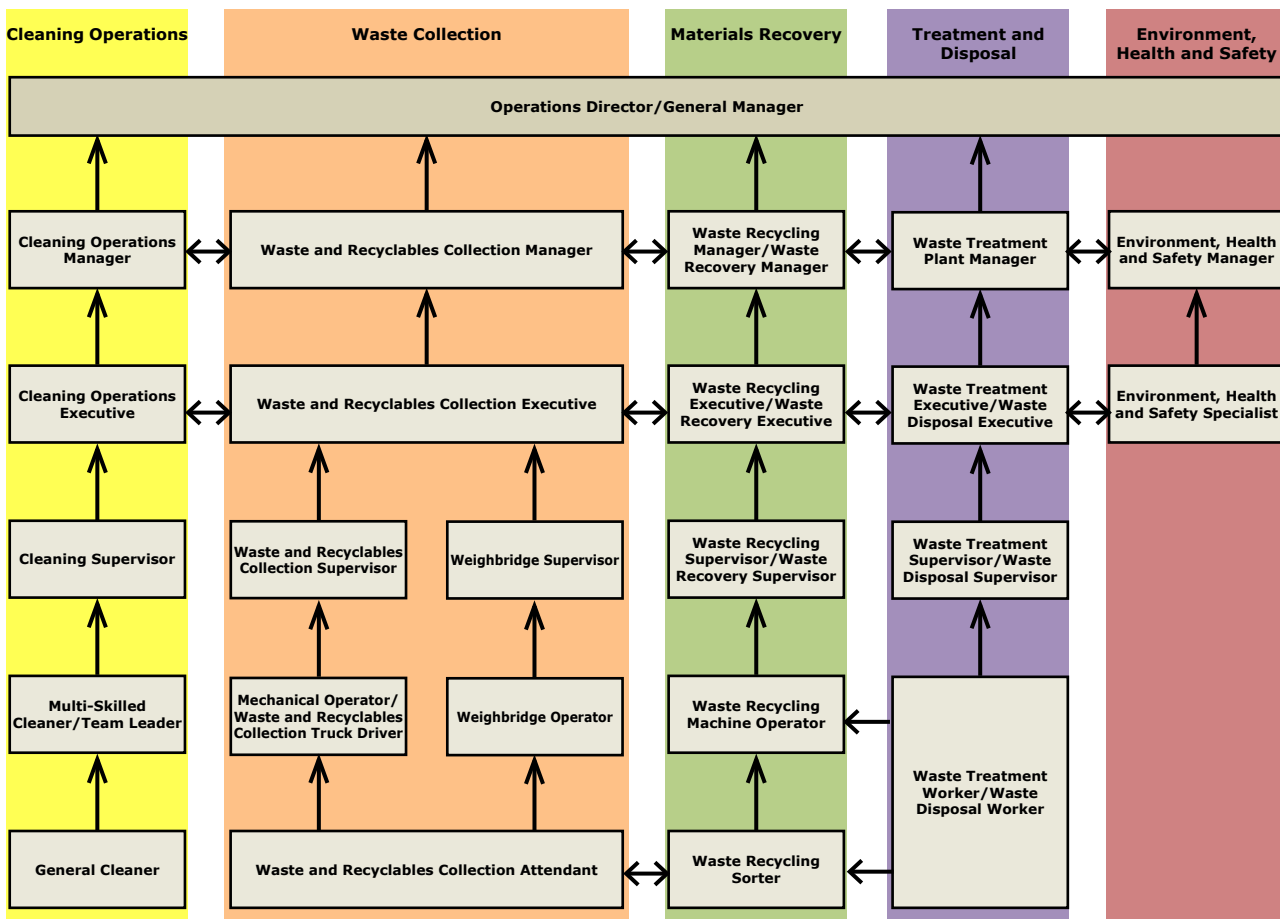 Cleaning Operations
Waste Collection
Materials Recovery
Treatment and
Disposal
Environment,
Health and Safety
Operations Director/General Manager
Cleaning Operations
Manager
Waste and Recyclables Collection Manager
Waste Recycling
Manager/Waste
Recovery Manager
Waste Treatment
Plant Manager
Environment, Health
and Safety Manager
Cleaning Operations
Executive
Waste and Recyclables Collection Executive
Waste Recycling
Executive/Waste
Recovery Executive
Waste Treatment
Executive/Waste
Disposal Executive
Environment, Health
and Safety Specialist
Cleaning Supervisor
Waste and Recyclables
Collection Supervisor
Weighbridge Supervisor
Waste Recycling
Supervisor/Waste
Recovery Supervisor
Waste Treatment
Supervisor/Waste
Disposal Supervisor
Multi-Skilled
Cleaner/Team Leader
Mechanical Operator/
Waste and Recyclables
Collection Truck Driver
Weighbridge Operator
Waste Recycling
Machine Operator
Waste Treatment
Worker/Waste
Disposal Worker
General Cleaner
Waste and Recyclables Collection Attendant
Waste Recycling
Sorter